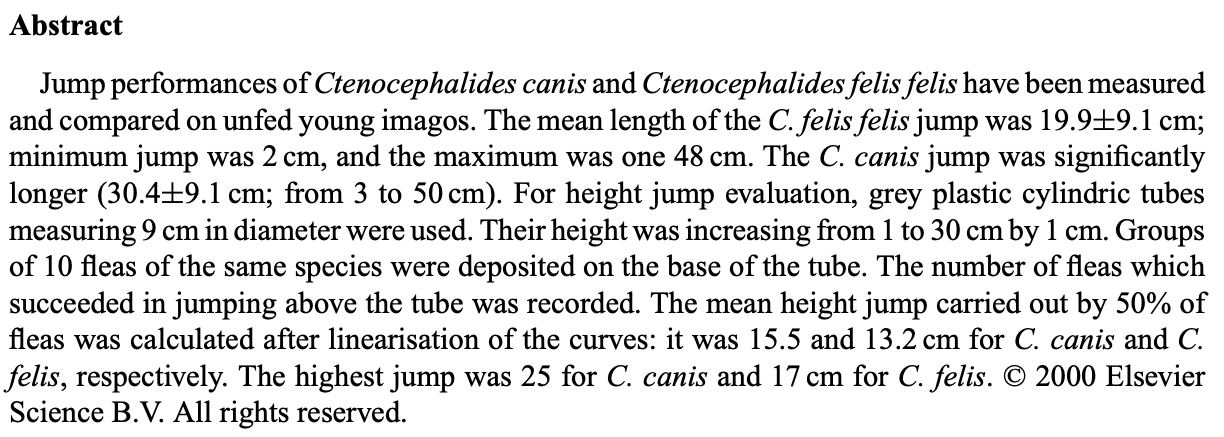 Abstract
Jump performances of Ctenocephalides canis and Ctenocephalides felis felis have been measured
and compared on unfed young imagos. The mean length of the C. felis felis jump was 19.9±9.1 cm;
minimum jump was 2 cm, and the maximum was one 48 cm. The C. canis jump was significantly
longer (30.4±9.1 cm; from 3 to 50 cm). For height jump evaluation, grey plastic cylindric tubes
measuring 9 cm in diameter were used. Their height was increasing from 1 to 30 cm by 1 cm. Groups
of 10 fleas of the same species were deposited on the base of the tube. The number of fleas which
succeeded in jumping above the tube was recorded. The mean height jump carried out by 50% of
fleas was calculated after linearisation of the curves: it was 15.5 and 13.2 cm for C. canis and C.
felis, respectively. The highest jump was 25 for C. canis and 17 cm for C. felis. © 2000 Elsevier
Science B.V. All rights reserved.